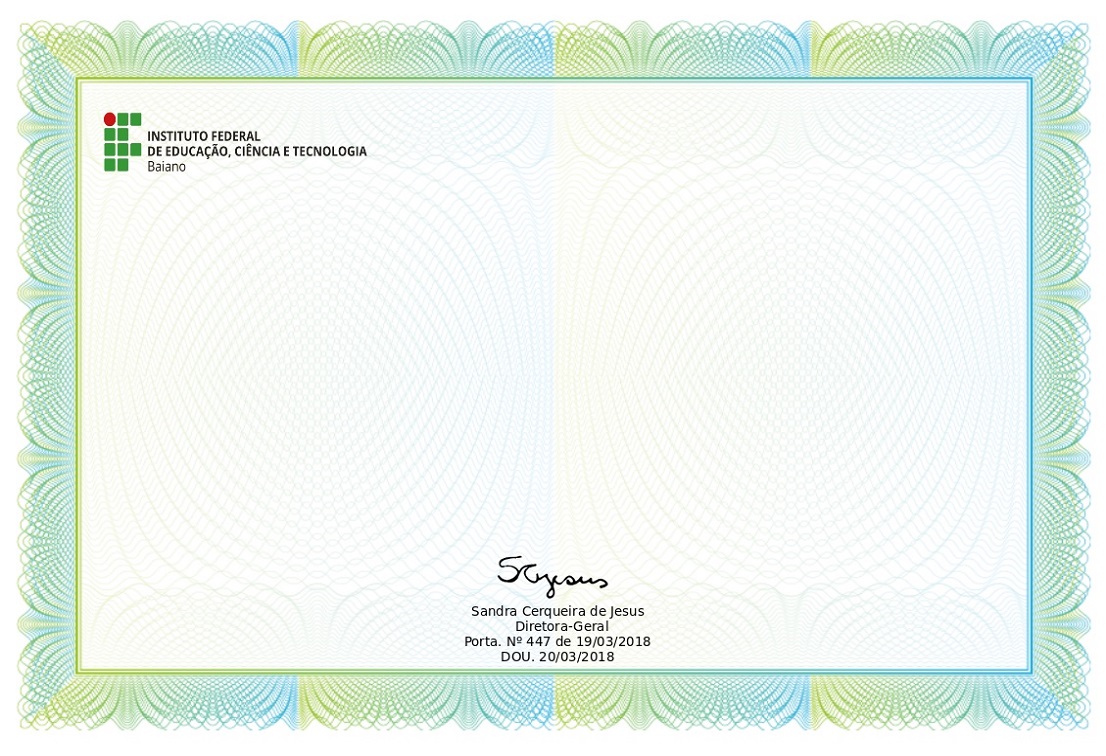 INSTITUTO FEDERAL
DE EDUCAÇÃO, CIÊNCIA E TECNOLOGIA
Baiano
SCJesus
Sandra Cerqueira de Jesus
Diretora-Geral
Porta. Nº 447 de 19/03/2018
DOU. 20/03/2018